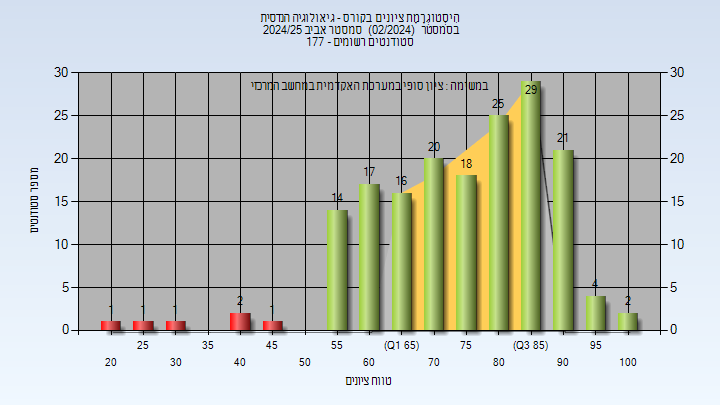 היסטוגרמת ציונים בקורס - גיאולוגיה הנדסית
בסמסטר (02/2024) סמסטר אביב 2024/25
סטודנטים רשומים - 177
במשימה : ציון סופי במערכת האקדמית במחשב המרכזי
מספר סטודנטים
30 30
25 25
20 20
15 15
10 10
5 5
0 0
1 1 1 2 1 14 17 16 20 18 25 29 21 4 2
25 35 45 55 (Q1 65) 75 (Q3 85) 95
20 30 40 50 60 70 80 90 100
טווח ציונים